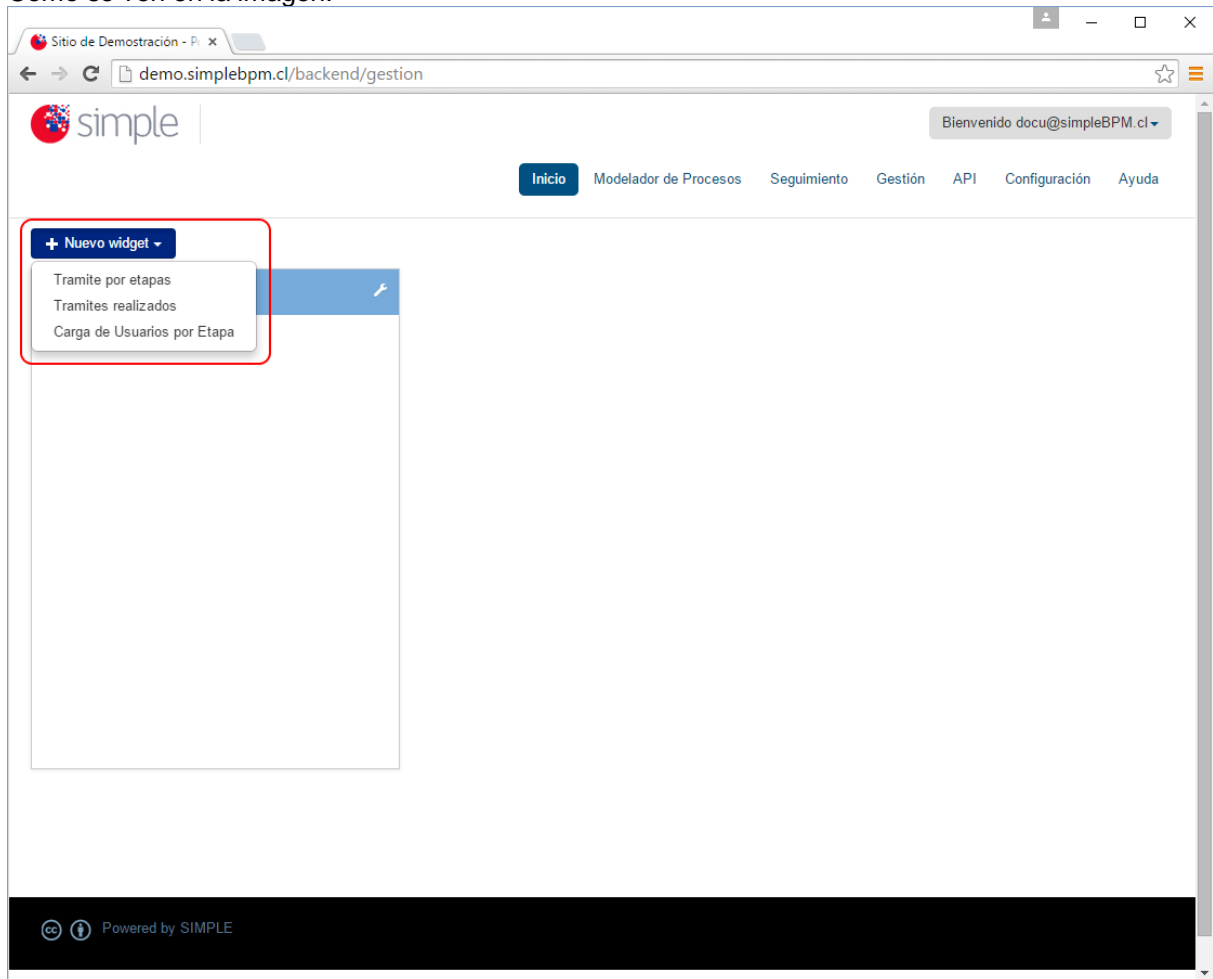 Sitio de Demostración - P
demo.simplebpm.cl/backend/gestion
simple
Bienvenido docu@simpleBPM.cl
Inicio Modelador de Procesos Seguimiento Gestión API Configuración Ayuda
+ Nuevo widget
Tramite por etapas
Tramites realizados
Carga de Usuarios por Etapa
cc Powered by SIMPLE